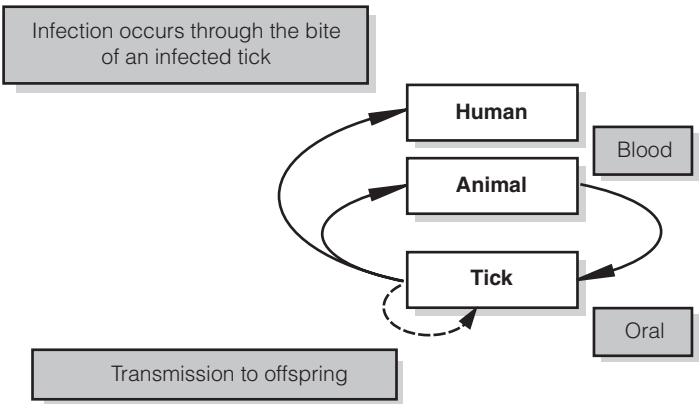 Infection occurs through the bite
of an infected tick
Human
Blood
Animal
Tick
Oral
Transmission to offspring